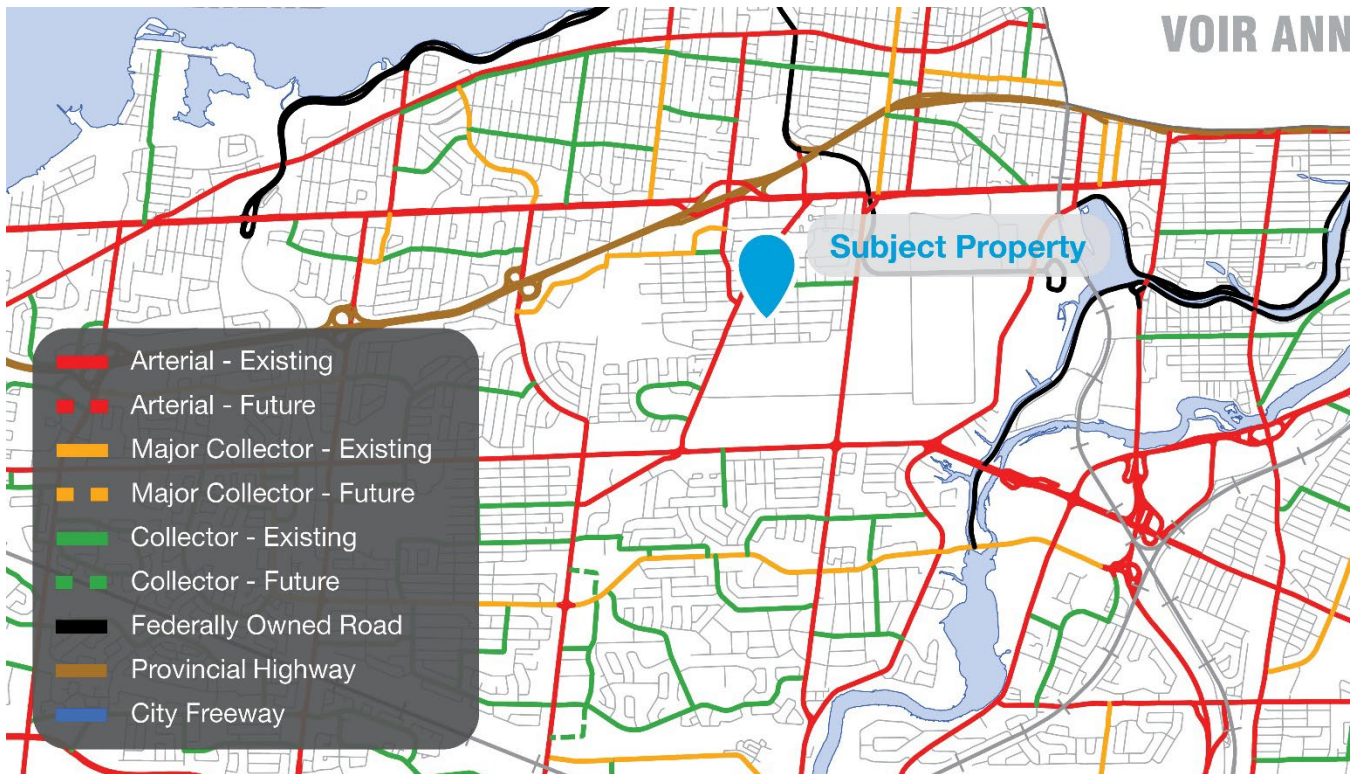 VOIR ANN
Subject Property
Arterial - Existing
Arterial - Future
Major Collector - Existing
Major Collector - Future
Collector - Existing
Collector - Future
Federally Owned Road
Provincial Highway
City Freeway